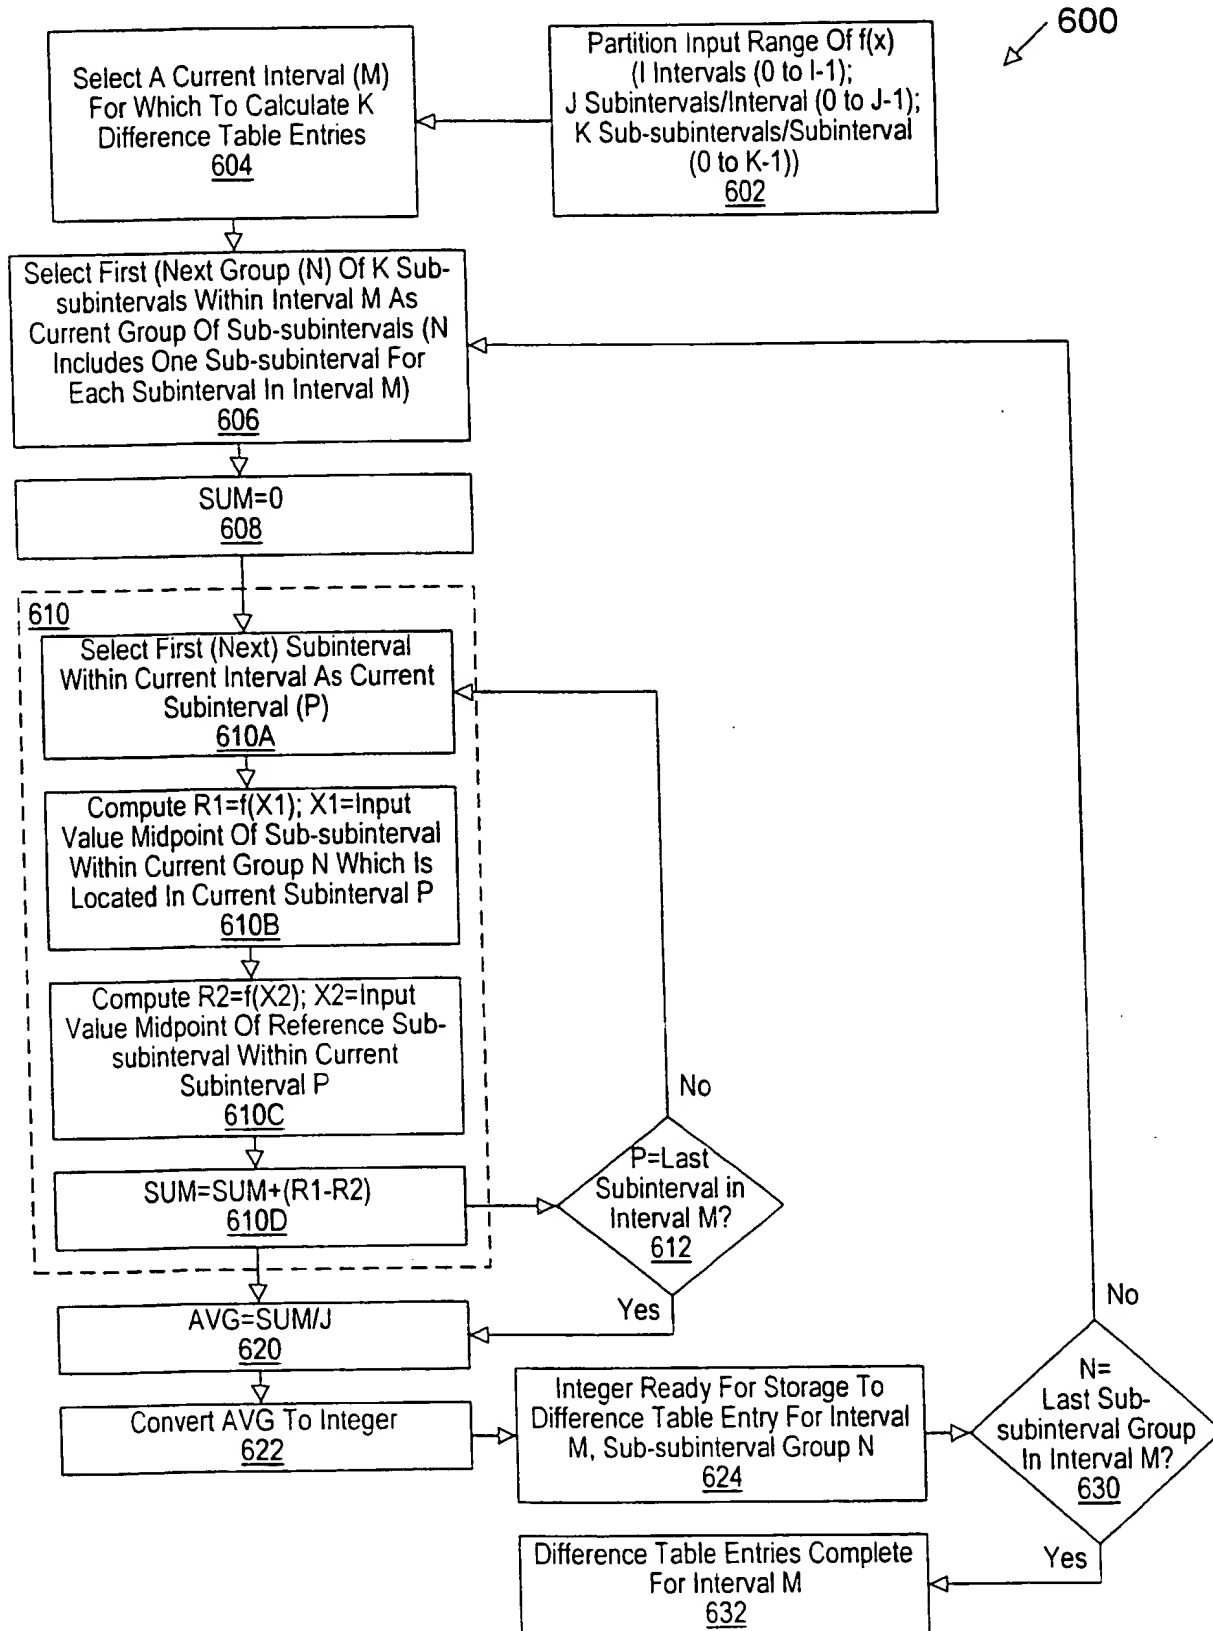 600
Partition Input Range Of f(x)
(I Intervals (0 to I-1);
J Subintervals/Interval (0 to J-1);
K Sub-subintervals/Subinterval
(0 to K-1))
602
Select A Current Interval (M)
For Which To Calculate K
Difference Table Entries
604
Select First (Next Group (N) Of K Sub-
subintervals Within Interval M As
Current Group Of Sub-subintervals (N
Includes One Sub-subinterval For
Each Subinterval In Interval M)
606
SUM=0
608
610
Select First (Next) Subinterval
Within Current Interval As Current
Subinterval (P)
610A
Compute R1=f(X1); X1=Input
Value Midpoint Of Sub-subinterval
Within Current Group N Which Is
Located In Current Subinterval P
610B
Compute R2=f(X2); X2=Input
Value Midpoint Of Reference Sub-
subinterval Within Current
Subinterval P
610C
SUM=SUM+(R1-R2)
610D
No
P=Last
Subinterval in
Interval M?
612
Yes
AVG=SUM/J
620
Convert AVG To Integer
622
Integer Ready For Storage To
Difference Table Entry For Interval
M, Sub-subinterval Group N
624
No
N=
Last Sub-
subinterval Group
In Interval M?
630
Yes
Difference Table Entries Complete
For Interval M
632